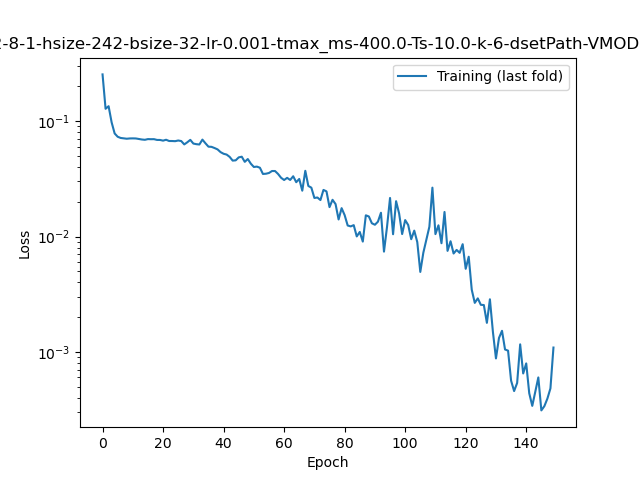 -8-1-hsize-242-bsize-32-lr-0.001-tmax_ms-400.0-Ts-10.0-k-6-dsetPath-VMOD
Training (last fold)
10⁻¹
10⁻²
10⁻³
Loss
0 20 40 60 80 100 120 140
Epoch